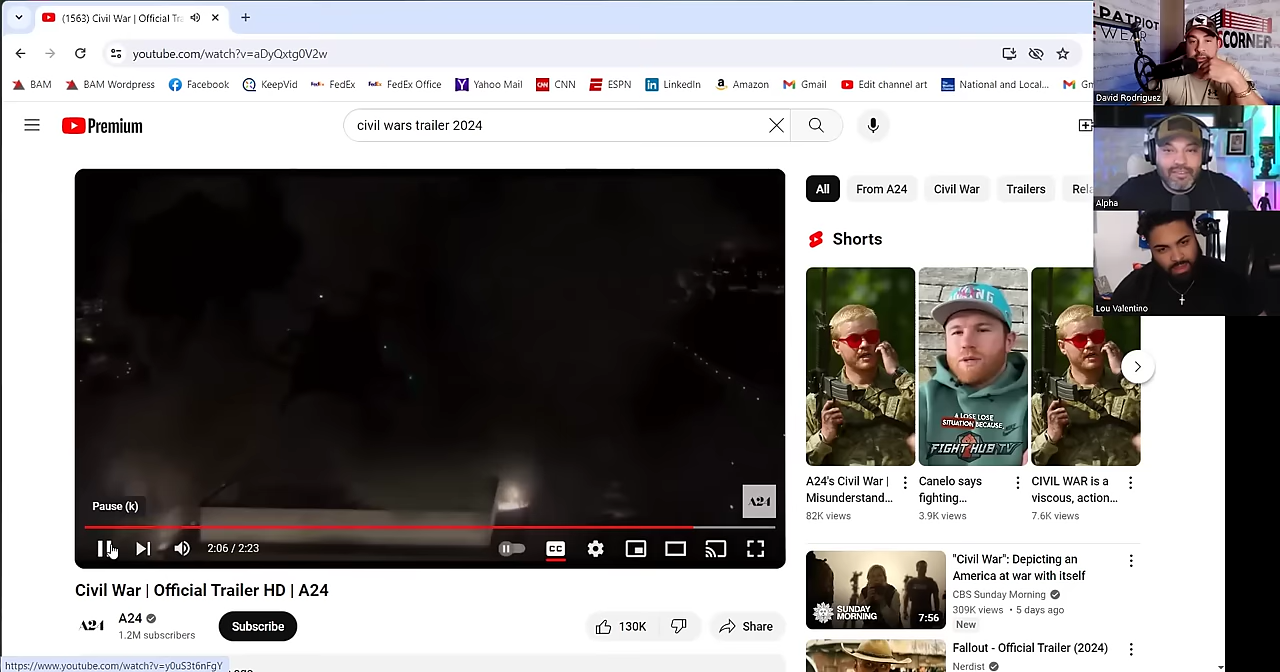 (1563) Civil War | Official Tr
youtube.com/watch?v=aDyQxtg0V2w
BAM
BAM Wordpress
Facebook
KeepVid
FedEx
FedEx Office
Yahoo Mail
CNN
ESPN
LinkedIn
Amazon
Gmail
Edit channel art
National and Local...
PATRIOT
WEAR
CORNER
David Rodriguez
Alpha
Lou Valentino
Premium
civil wars trailer 2024
All
From A24
Civil War
Trailers
Rela
Shorts
A LOSE LOSE
SITUATION BECAUSE
FIGHT HUB TV
A24's Civil War |
Misunderstand...
82K views
Canelo says
fighting...
3.9K views
CIVIL WAR is a
viscous, action...
7.6K views
Pause (k)
A24
2:06 / 2:23
CC
Civil War | Official Trailer HD | A24
A24
A24
1.2M subscribers
Subscribe
130K
Share
SUNDAY
MORNING
7:56
"Civil War": Depicting an
America at war with itself
CBS Sunday Morning
309K views • 5 days ago
New
Fallout - Official Trailer (2024)
Nerdist